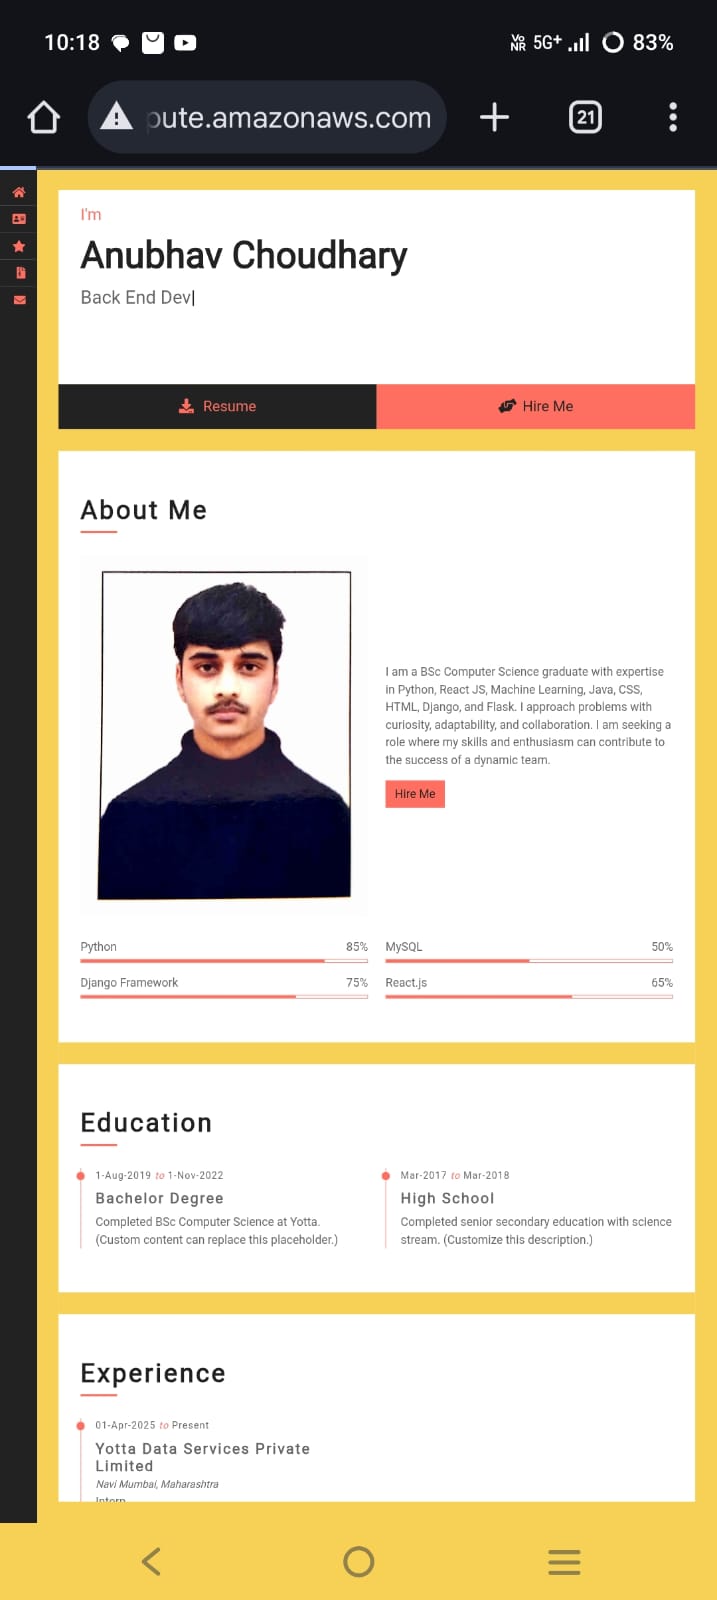 10:18
Vo NR 5G+ 83%
pute.amazonaws.com
21
I'm
Anubhav Choudhary
Back End Dev|
Resume
Hire Me
About Me
I am a BSc Computer Science graduate with expertise
in Python, React JS, Machine Learning, Java, CSS,
HTML, Django, and Flask. I approach problems with
curiosity, adaptability, and collaboration. I am seeking a
role where my skills and enthusiasm can contribute to
the success of a dynamic team.
Hire Me
Python 85%
MySQL 50%
Django Framework 75%
React.js 65%
Education
1-Aug-2019 to 1-Nov-2022
Bachelor Degree
Completed BSc Computer Science at Yotta.
(Custom content can replace this placeholder.)
Mar-2017 to Mar-2018
High School
Completed senior secondary education with science
stream. (Customize this description.)
Experience
01-Apr-2025 to Present
Yotta Data Services Private
Limited
Navi Mumbai, Maharashtra
Intern